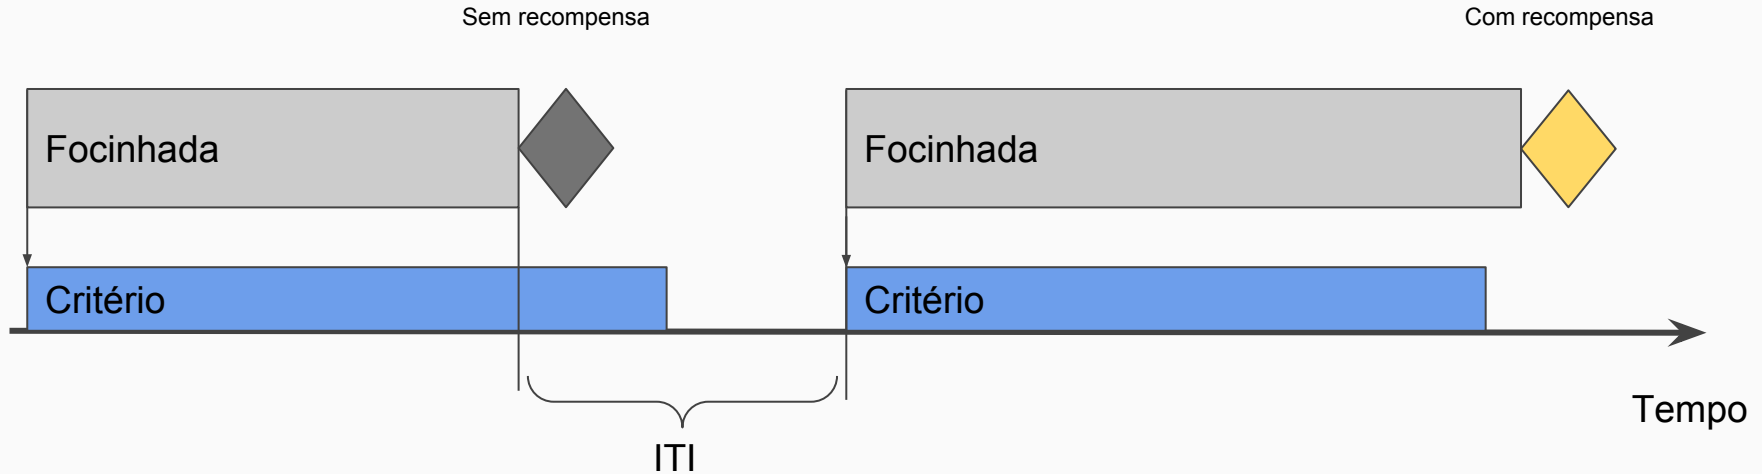 Sem recompensa
Com recompensa
Focinhada
Focinhada
Critério
Critério
Tempo
ITI